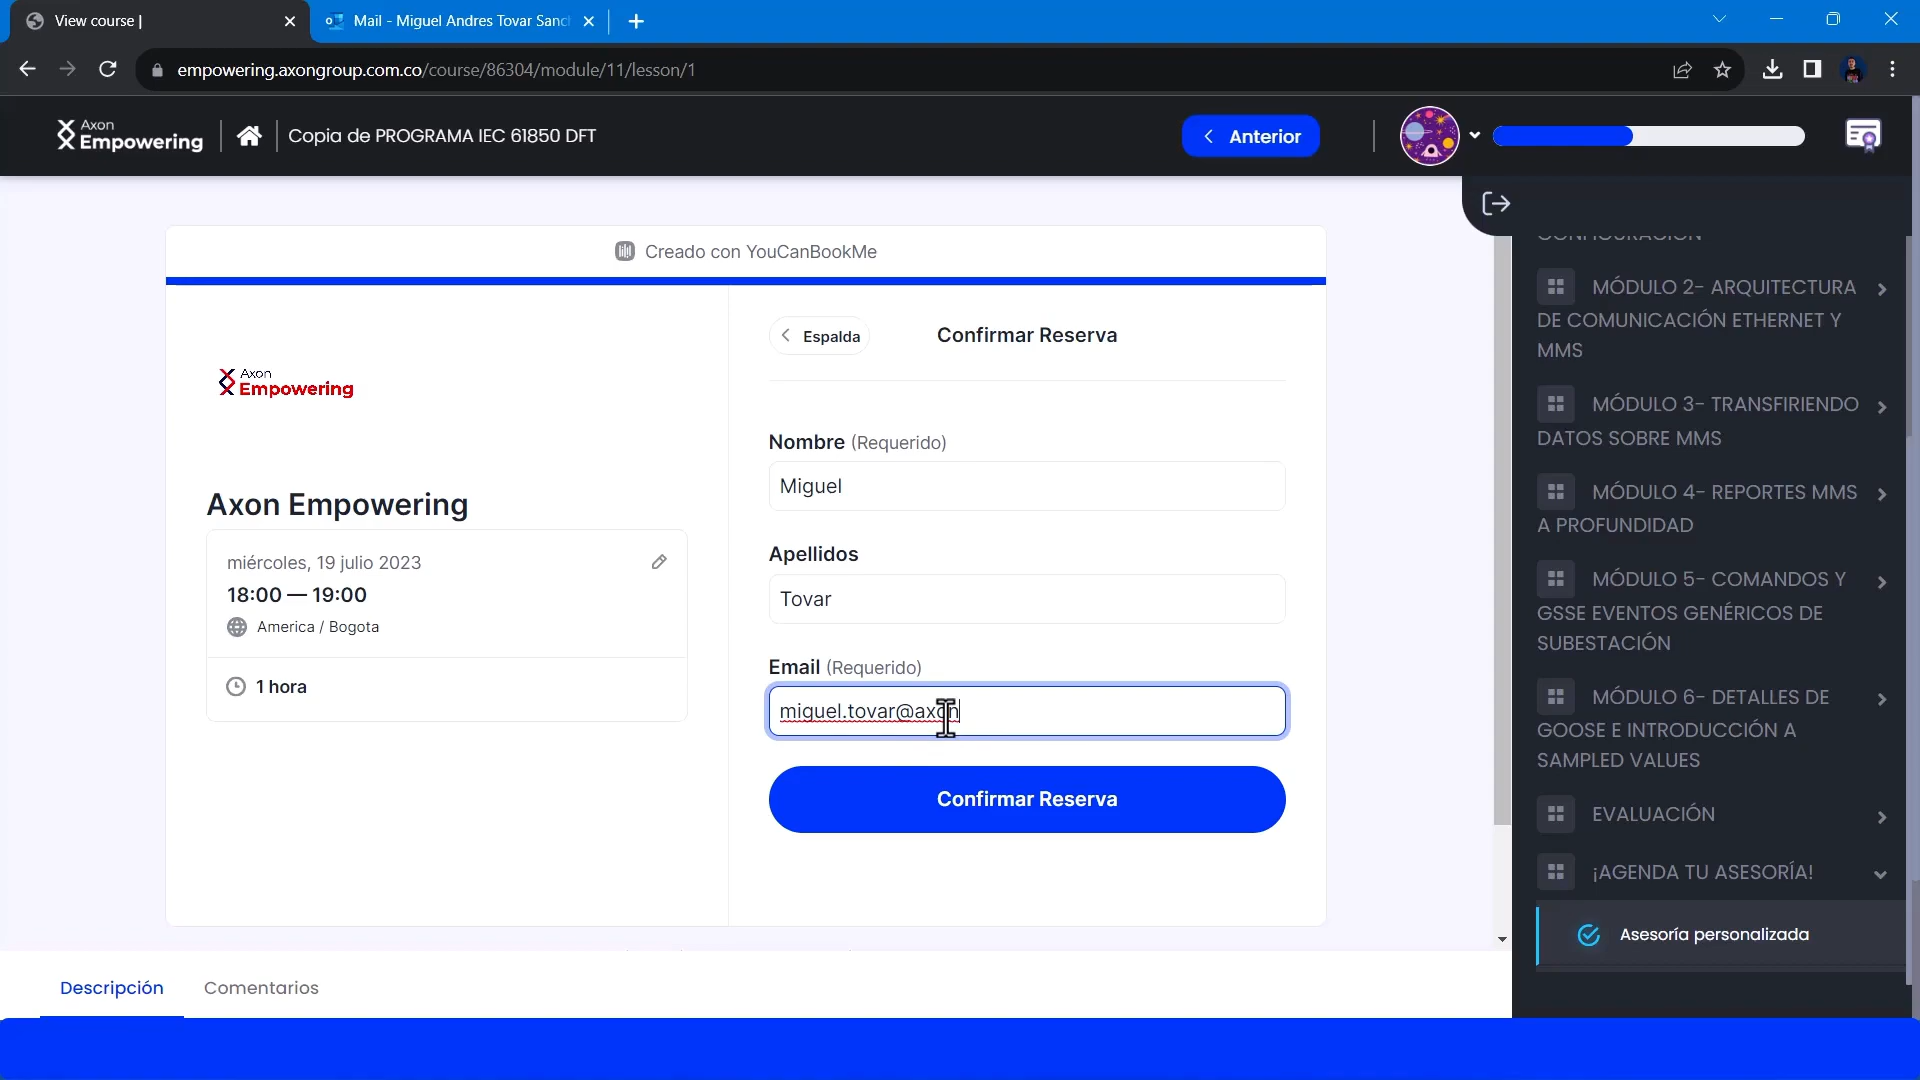 View course |
Mail - Miguel Andres Tovar Sanc
empowering.axongroup.com.co/course/86304/module/11/lesson/1
Axon
Empowering
Copia de PROGRAMA IEC 61850 DFT
Anterior
Creado con YouCanBookMe
Axon
Empowering
Axon Empowering
miércoles, 19 julio 2023
18:00 — 19:00
America / Bogota
1 hora
Espalda
Confirmar Reserva
Nombre (Requerido)
Miguel
Apellidos
Tovar
Email (Requerido)
miguel.tovar@axon
Confirmar Reserva
CONFIGURACIÓN
MÓDULO 2- ARQUITECTURA
DE COMUNICACIÓN ETHERNET Y
MMS
MÓDULO 3- TRANSFIRIENDO
DATOS SOBRE MMS
MÓDULO 4- REPORTES MMS
A PROFUNDIDAD
MÓDULO 5- COMANDOS Y
GSSE EVENTOS GENÉRICOS DE
SUBESTACIÓN
MÓDULO 6- DETALLES DE
GOOSE E INTRODUCCIÓN A
SAMPLED VALUES
EVALUACIÓN
¡AGENDA TU ASESORÍA!
Asesoría personalizada
Descripción
Comentarios